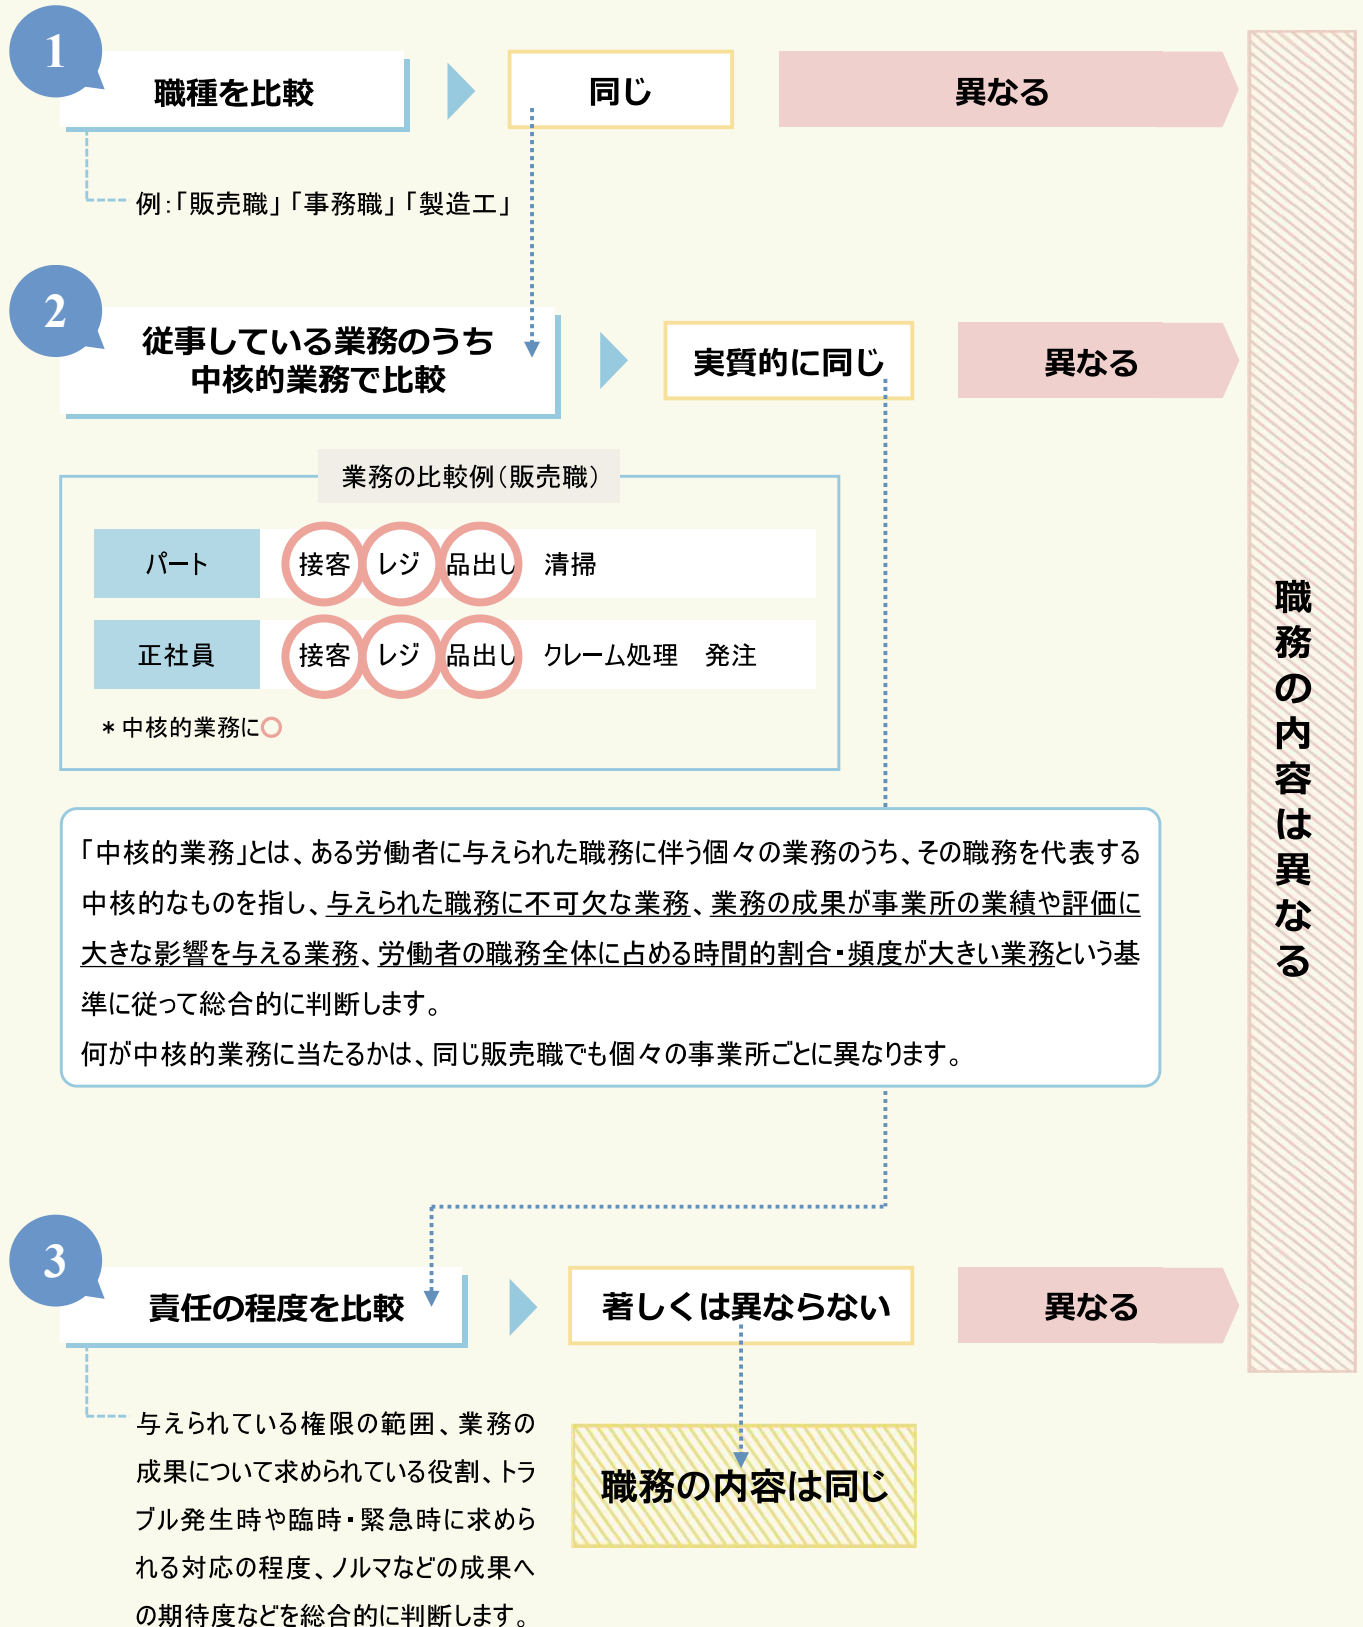 1
職種を比較
同じ
異なる
例:「販売職」「事務職」「製造工」
2
従事している業務のうち
中核的業務で比較
実質的に同じ
異なる
業務の比較例(販売職)
パート 接客 レジ 品出し 清掃
正社員 接客 レジ 品出し クレーム処理 発注
*中核的業務に○
「中核的業務」とは、ある労働者に与えられた職務に伴う個々の業務のうち、その職務を代表する
中核的なものを指し、与えられた職務に不可欠な業務、業務の成果が事業所の業績や評価に
大きな影響を与える業務、労働者の職務全体に占める時間的割合・頻度が大きい業務という基
準に従って総合的に判断します。
何が中核的業務に当たるかは、同じ販売職でも個々の事業所ごとに異なります。
3
責任の程度を比較
著しくは異ならない
異なる
与えられている権限の範囲、業務の
成果について求められている役割、トラ
ブル発生時や臨時・緊急時に求めら
れる対応の程度、ノルマなどの成果へ
の期待度などを総合的に判断します。
職務の内容は同じ
職務の内容は異なる